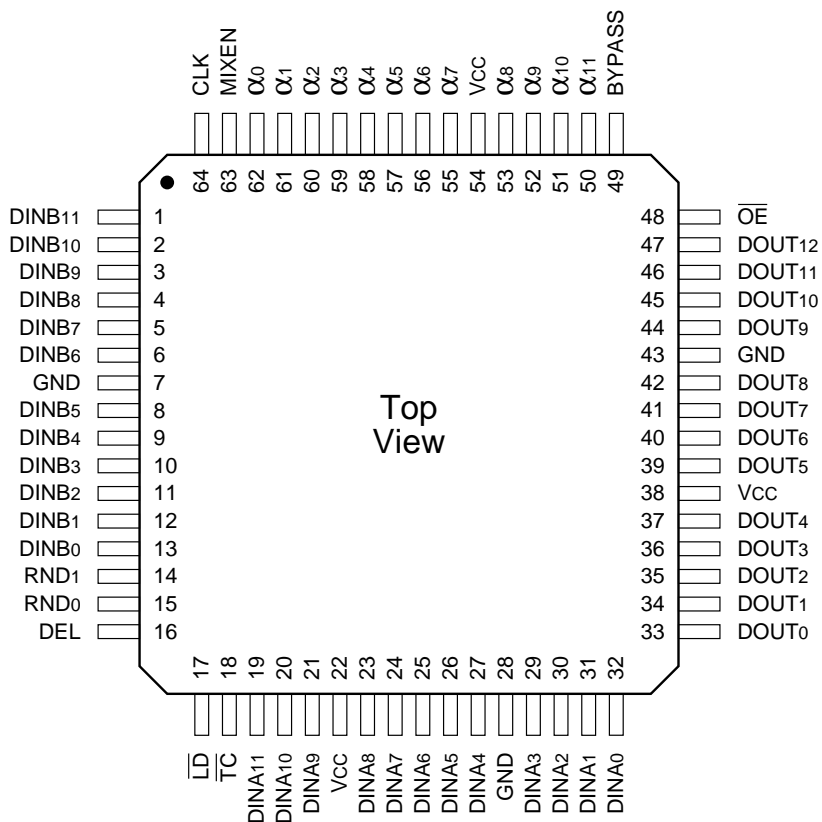 CLK MIXEN α0 α1 α2 α3 α4 α5 α6 α7 VCC α8 α9 α10 α11 BYPASS
64 63 62 61 60 59 58 57 56 55 54 53 52 51 50 49
DINB11 1 48 OE
DINB10 2 47 DOUT12
DINB9 3 46 DOUT11
DINB8 4 45 DOUT10
DINB7 5 44 DOUT9
DINB6 6 43 GND
GND 7 42 DOUT8
DINB5 8 41 DOUT7
DINB4 9 40 DOUT6
DINB3 10 39 DOUT5
DINB2 11 38 VCC
DINB1 12 37 DOUT4
DINB0 13 36 DOUT3
RND1 14 35 DOUT2
RND0 15 34 DOUT1
DEL 16 33 DOUT0
Top
View
17 18 19 20 21 22 23 24 25 26 27 28 29 30 31 32
LD TC DINA11 DINA10 DINA9 VCC DINA8 DINA7 DINA6 DINA5 DINA4 GND DINA3 DINA2 DINA1 DINA0